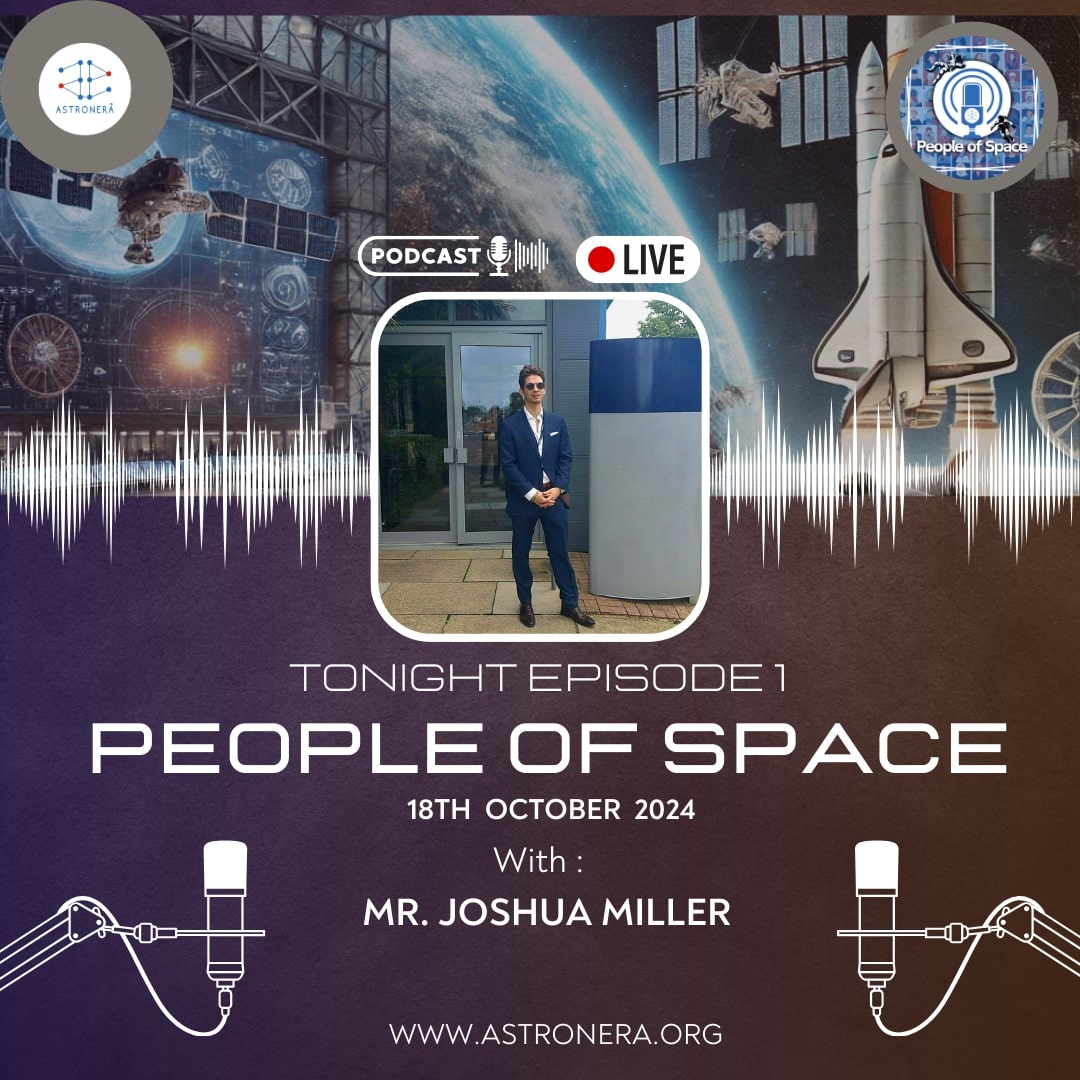 ASTRONERÂ
People of Space
PODCAST
LIVE
TONIGHT EPISODE 1
PEOPLE OF SPACE
18TH OCTOBER 2024
With :
MR. JOSHUA MILLER
WWW.ASTRONERA.ORG